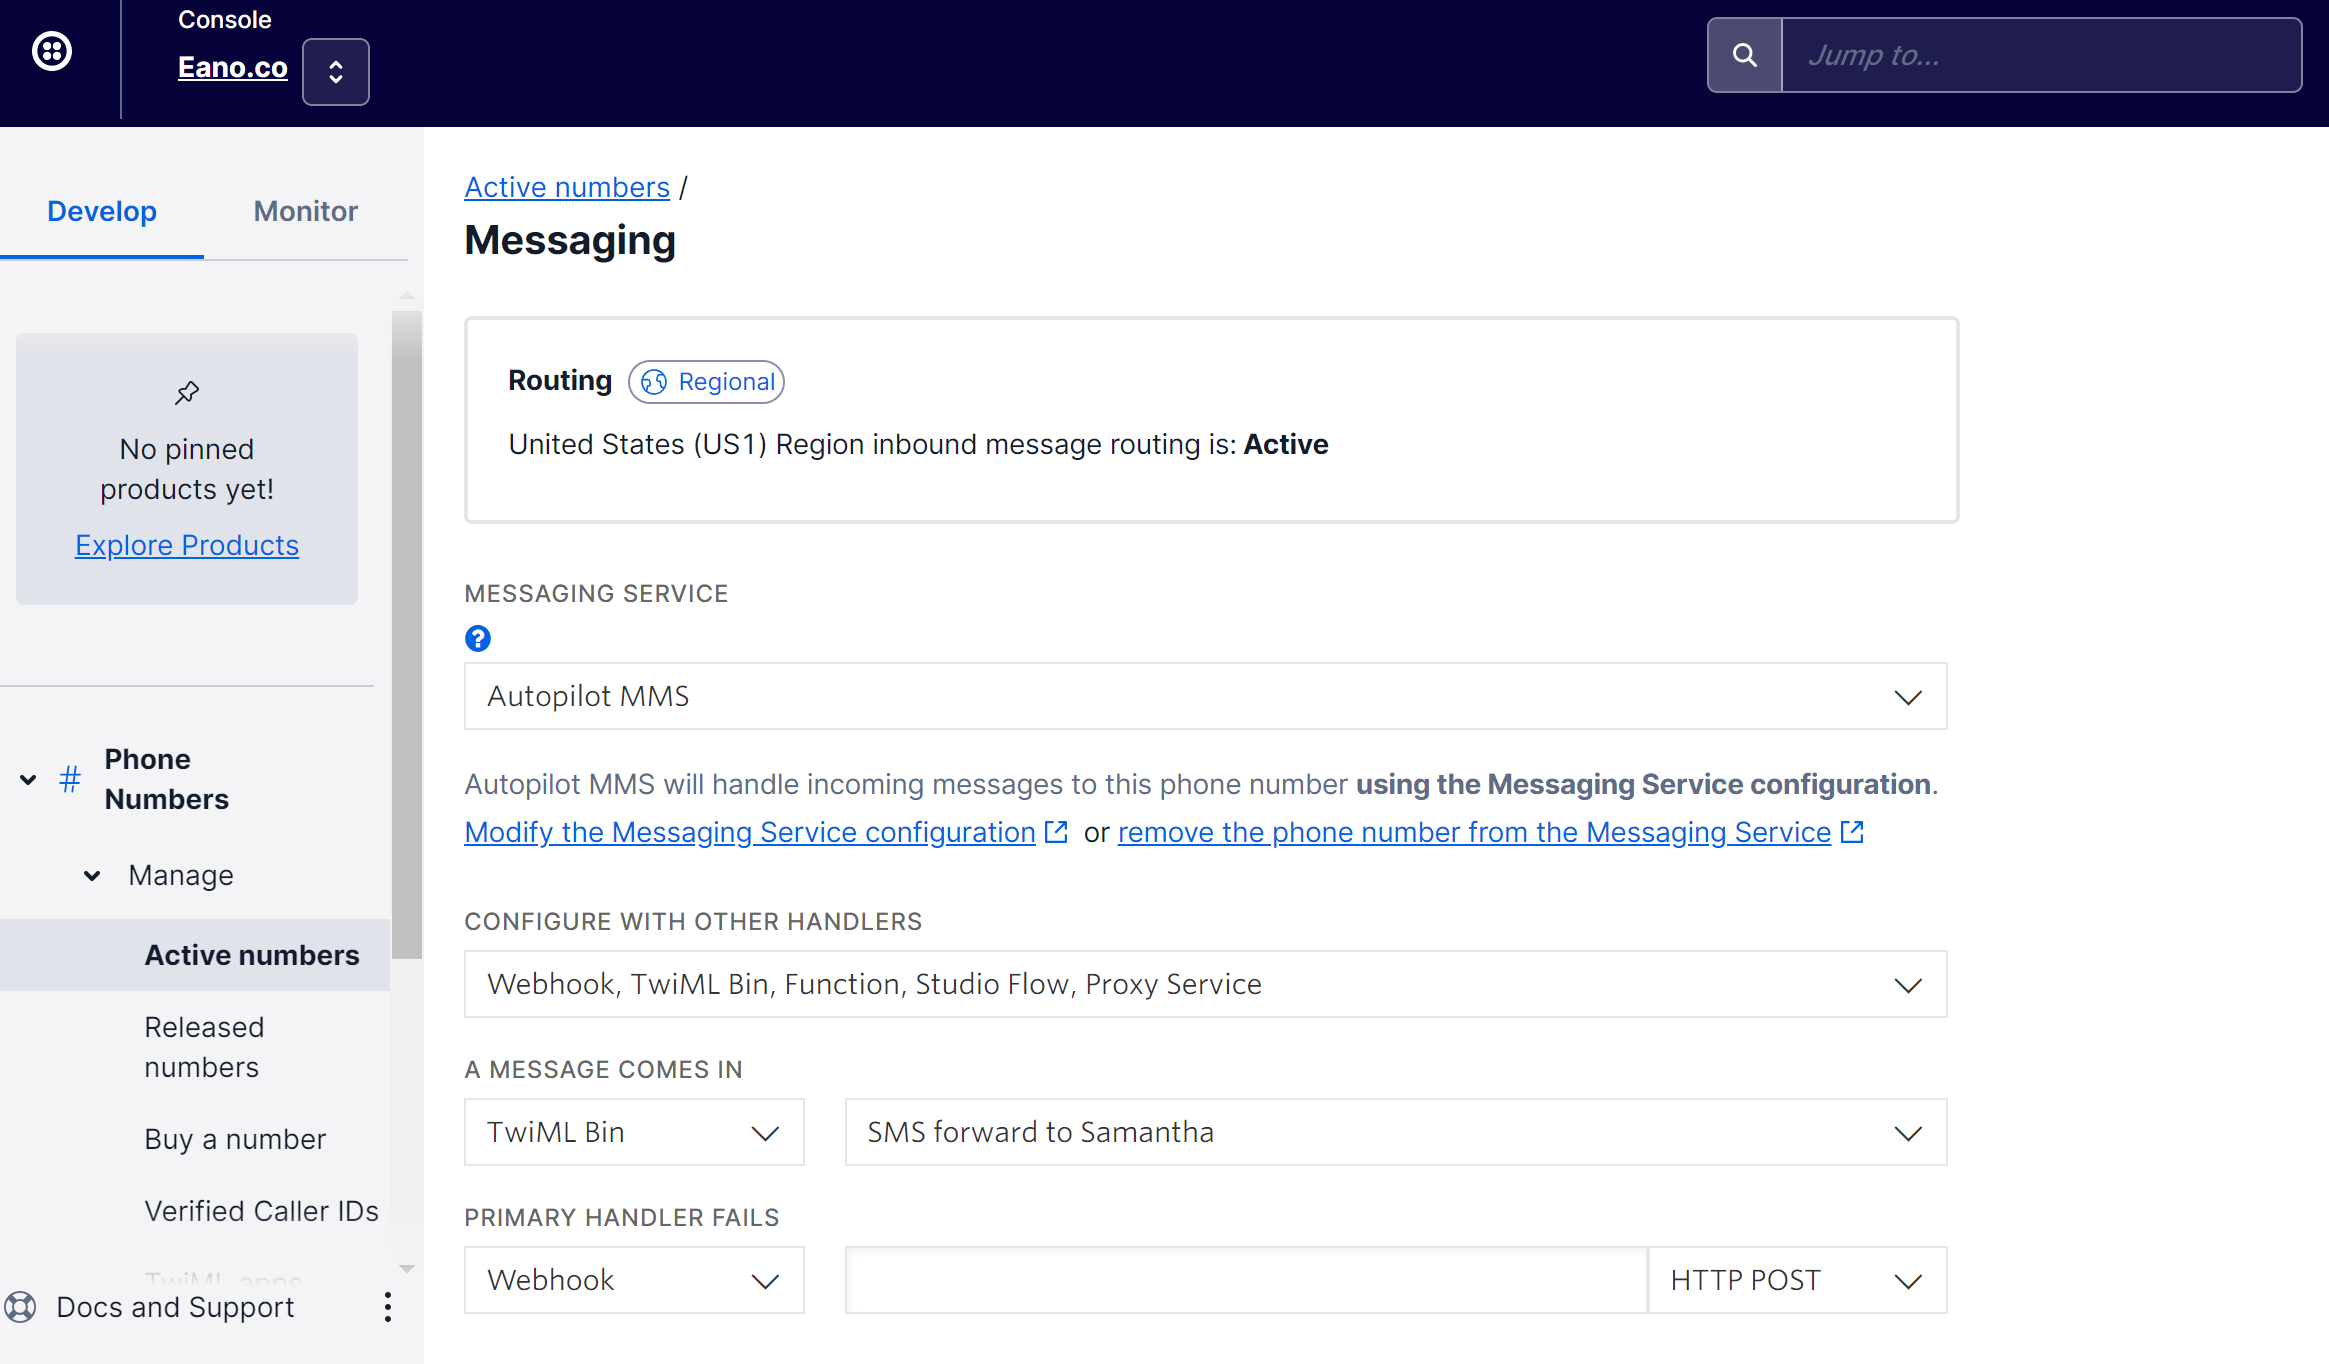 Console
Eano.co
Jump to...
Develop
Monitor
No pinned
products yet!
Explore Products
# Phone
Numbers
Manage
Active numbers
Released
numbers
Buy a number
Verified Caller IDs
TwiML apps
Docs and Support
Active numbers /
Messaging
Routing Regional
United States (US1) Region inbound message routing is: Active
MESSAGING SERVICE
?
Autopilot MMS
Autopilot MMS will handle incoming messages to this phone number using the Messaging Service configuration.
Modify the Messaging Service configuration or remove the phone number from the Messaging Service
CONFIGURE WITH OTHER HANDLERS
Webhook, TwiML Bin, Function, Studio Flow, Proxy Service
A MESSAGE COMES IN
TwiML Bin
SMS forward to Samantha
PRIMARY HANDLER FAILS
Webhook
HTTP POST